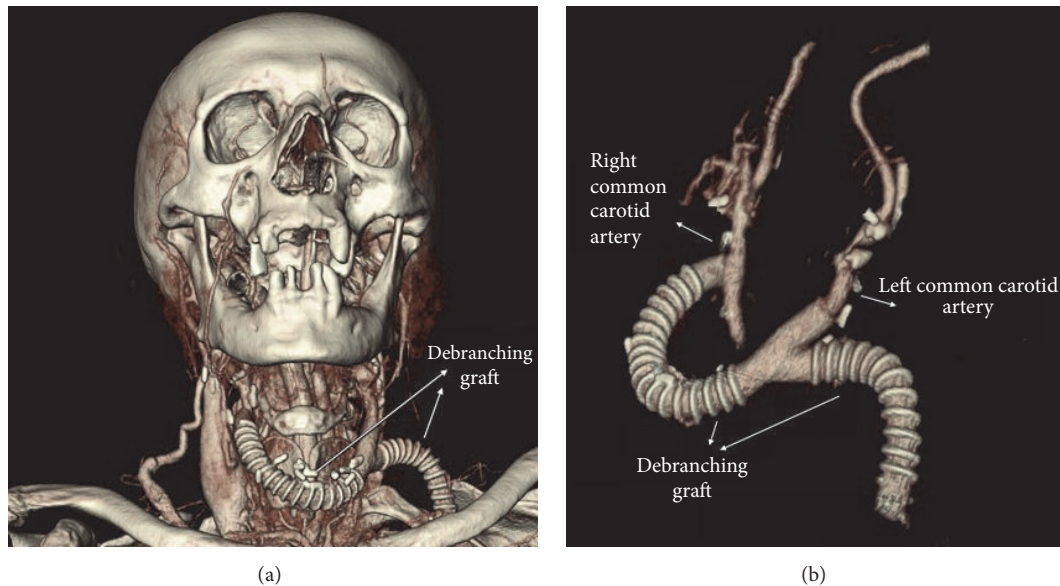 Debranching
graft
(a)
Right
common
carotid
artery
Left common carotid
artery
Debranching
graft
(b)